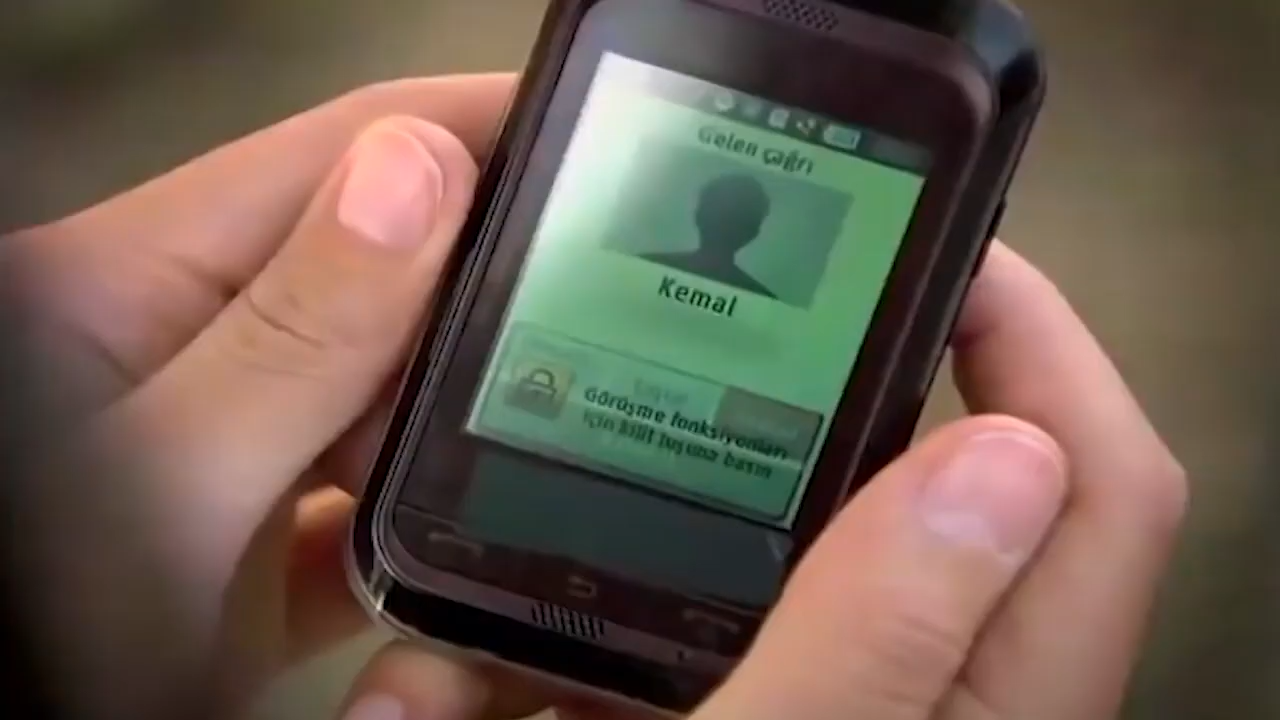 Gelen çağrı
Kemal
Görüşme fonksiyonları
için kilit tuşuna basın